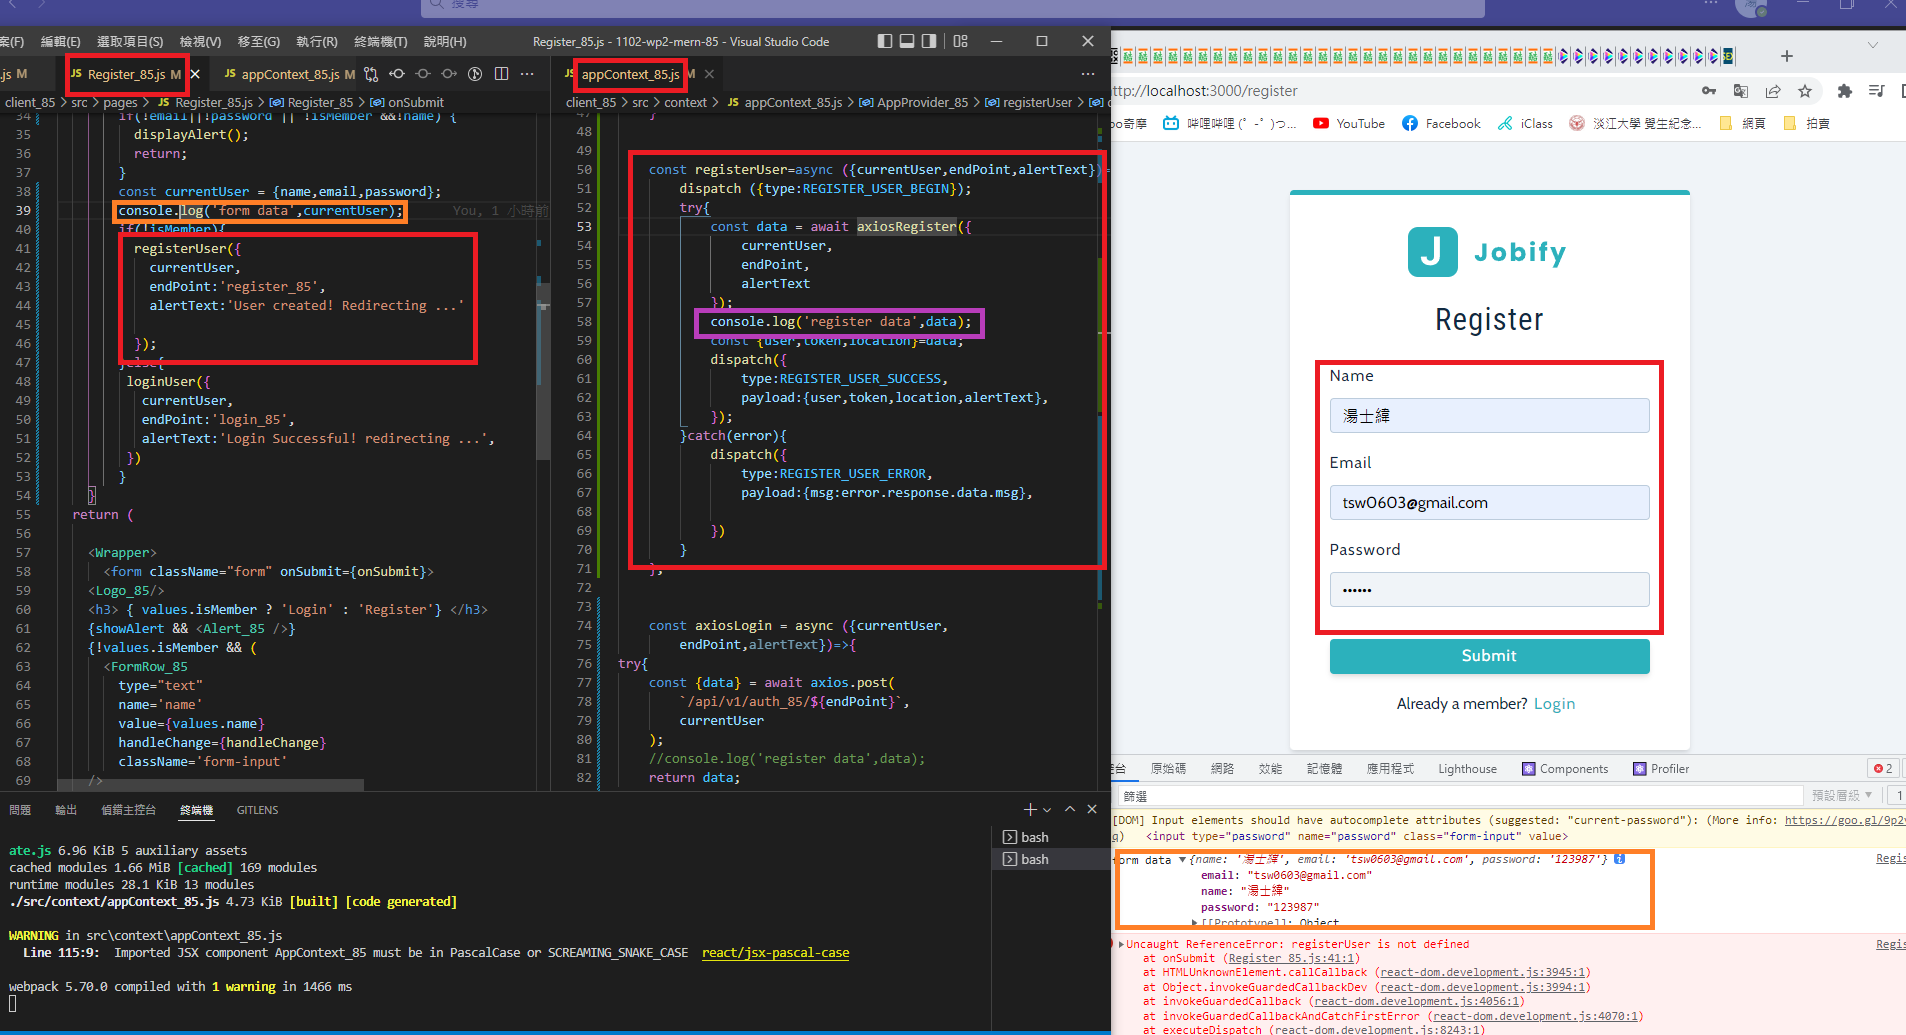 搜尋
案(F) 編輯(E) 選取項目(S) 檢視(V) 移至(G) 執行(R) 終端機(T) 說明(H) Register_85.js - 1102-wp2-mern-85 - Visual Studio Code
.js M JS Register_85.js M JS appContext_85.js M
client_85 > src > pages > JS Register_85.js > Register_85 > onSubmit
34 if(!email||!password || !isMember &&!name) {
35 displayAlert();
36 return;
37 }
38 const currentUser = {name,email,password};
39 console.log('form data',currentUser); You, 1 小時前
40 if(!isMember){
41 registerUser({
42 currentUser,
43 endPoint:'register_85',
44 alertText:'User created! Redirecting ...'
45
46 });
47 }else{
48 loginUser({
49 currentUser,
50 endPoint:'login_85',
51 alertText:'Login Successful! redirecting ...',
52 })
53 }
54 }
55 return (
56
57 <Wrapper>
58 <form className="form" onSubmit={onSubmit}>
59 <Logo_85/>
60 <h3> { values.isMember ? 'Login' : 'Register'} </h3>
61 {showAlert && <Alert_85 />}
62 {!values.isMember && (
63 <FormRow_85
64 type="text"
65 name='name'
66 value={values.name}
67 handleChange={handleChange}
68 className='form-input'
69 />
JS appContext_85.js M
client_85 > src > context > JS appContext_85.js > AppProvider_85 > registerUser
47 }
48
49
50 const registerUser=async ({currentUser,endPoint,alertText})=
51 dispatch ({type:REGISTER_USER_BEGIN});
52 try{
53 const data = await axiosRegister({
54 currentUser,
55 endPoint,
56 alertText
57 });
58 console.log('register data',data);
59 const {user,token,location}=data;
60 dispatch({
61 type:REGISTER_USER_SUCCESS,
62 payload:{user,token,location,alertText},
63 });
64 }catch(error){
65 dispatch({
66 type:REGISTER_USER_ERROR,
67 payload:{msg:error.response.data.msg},
68
69 })
70 }
71 };
72
73
74 const axiosLogin = async ({currentUser,
75 endPoint,alertText})=>{
76 try{
77 const {data} = await axios.post(
78 `/api/v1/auth_85/${endPoint}`,
79 currentUser
80 );
81 //console.log('register data',data);
82 return data;
問題 輸出 偵錯主控台 終端機 GITLENS
bash
bash
ate.js 6.96 KiB 5 auxiliary assets
cached modules 1.66 MiB [cached] 169 modules
runtime modules 28.1 KiB 13 modules
./src/context/appContext_85.js 4.73 KiB [built] [code generated]
WARNING in src\context\appContext_85.js
Line 115:9: Imported JSX component AppContext_85 must be in PascalCase or SCREAMING_SNAKE_CASE react/jsx-pascal-case
webpack 5.70.0 compiled with 1 warning in 1466 ms
ttp://localhost:3000/register
oo奇摩 嗶哩嗶哩 (゜-゜)つ... YouTube Facebook iClass 淡江大學 覺生紀念... 網頁 拍賣
J Jobify
Register
Name
湯士緯
Email
tsw0603@gmail.com
Password
••••••
Submit
Already a member? Login
控台 原始碼 網路 效能 記憶體 應用程式 Lighthouse Components Profiler 2
篩選 預設層級 ▼ 1
[DOM] Input elements should have autocomplete attributes (suggested: "current-password"): (More info: https://goo.gl/9p2v
q) <input type="password" name="password" class="form-input" value>
form data ▼{name: '湯士緯', email: 'tsw0603@gmail.com', password: '123987'} Regis
email: "tsw0603@gmail.com"
name: "湯士緯"
password: "123987"
▶[[Prototype]]: Object
▶Uncaught ReferenceError: registerUser is not defined Regis
at onSubmit (Register_85.js:41:1)
at HTMLUnknownElement.callCallback (react-dom.development.js:3945:1)
at Object.invokeGuardedCallbackDev (react-dom.development.js:3994:1)
at invokeGuardedCallback (react-dom.development.js:4056:1)
at invokeGuardedCallbackAndCatchFirstError (react-dom.development.js:4070:1)
at executeDispatch (react-dom.development.js:8243:1)